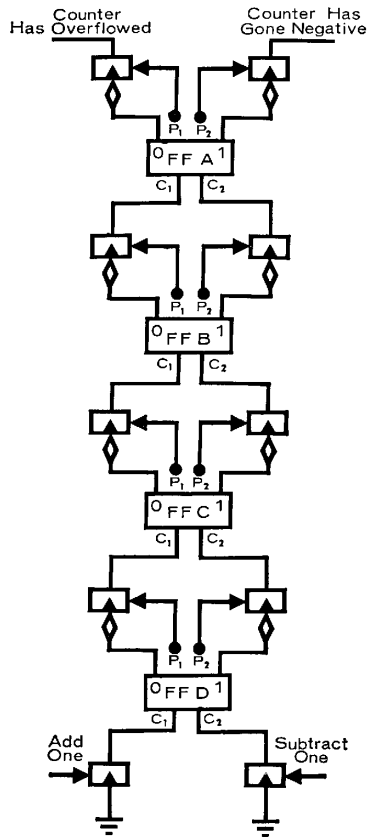 Counter
Has Overflowed
Counter Has
Gone Negative
P₁ P₂
0 FF A 1
C₁ C₂
P₁ P₂
0 FF B 1
C₁ C₂
P₁ P₂
0 FF C 1
C₁ C₂
P₁ P₂
0 FF D 1
C₁ C₂
Add
One
Subtract
One